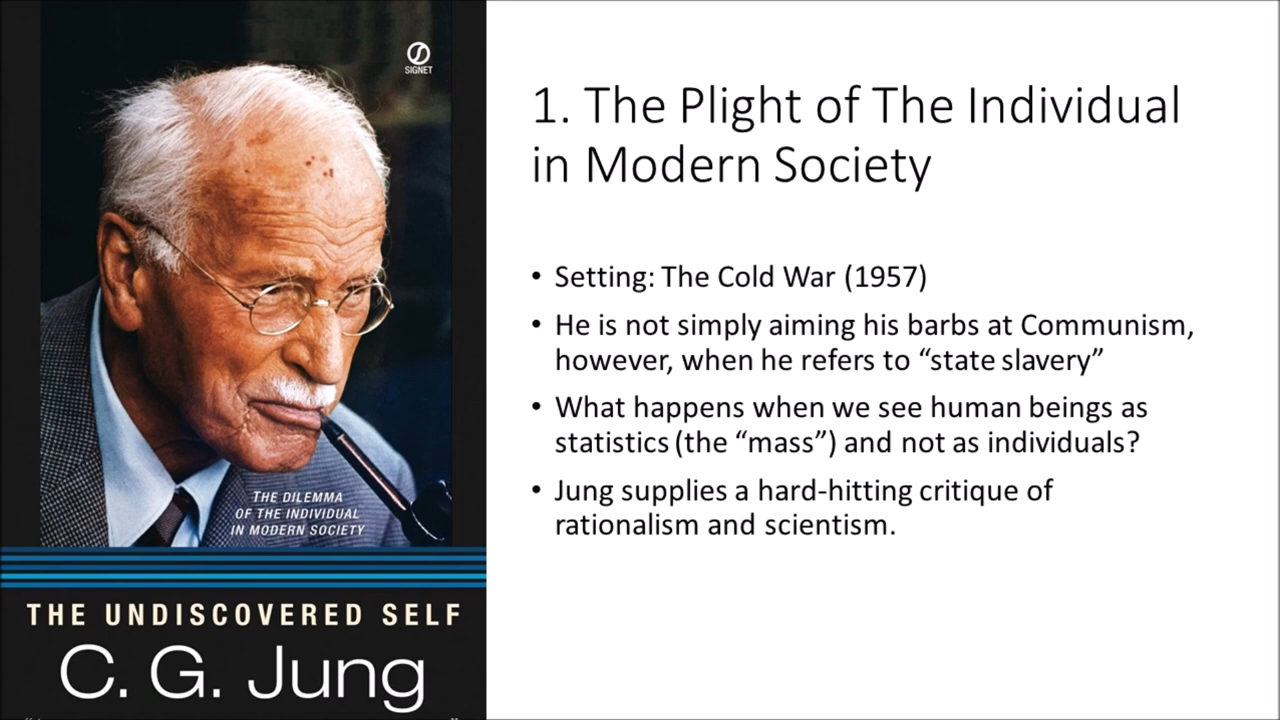 SIGNET
THE DILEMMA
OF THE INDIVIDUAL
IN MODERN SOCIETY
THE UNDISCOVERED SELF
C. G. Jung
1. The Plight of The Individual
in Modern Society
• Setting: The Cold War (1957)
• He is not simply aiming his barbs at Communism,
however, when he refers to “state slavery”
• What happens when we see human beings as
statistics (the “mass”) and not as individuals?
• Jung supplies a hard-hitting critique of
rationalism and scientism.